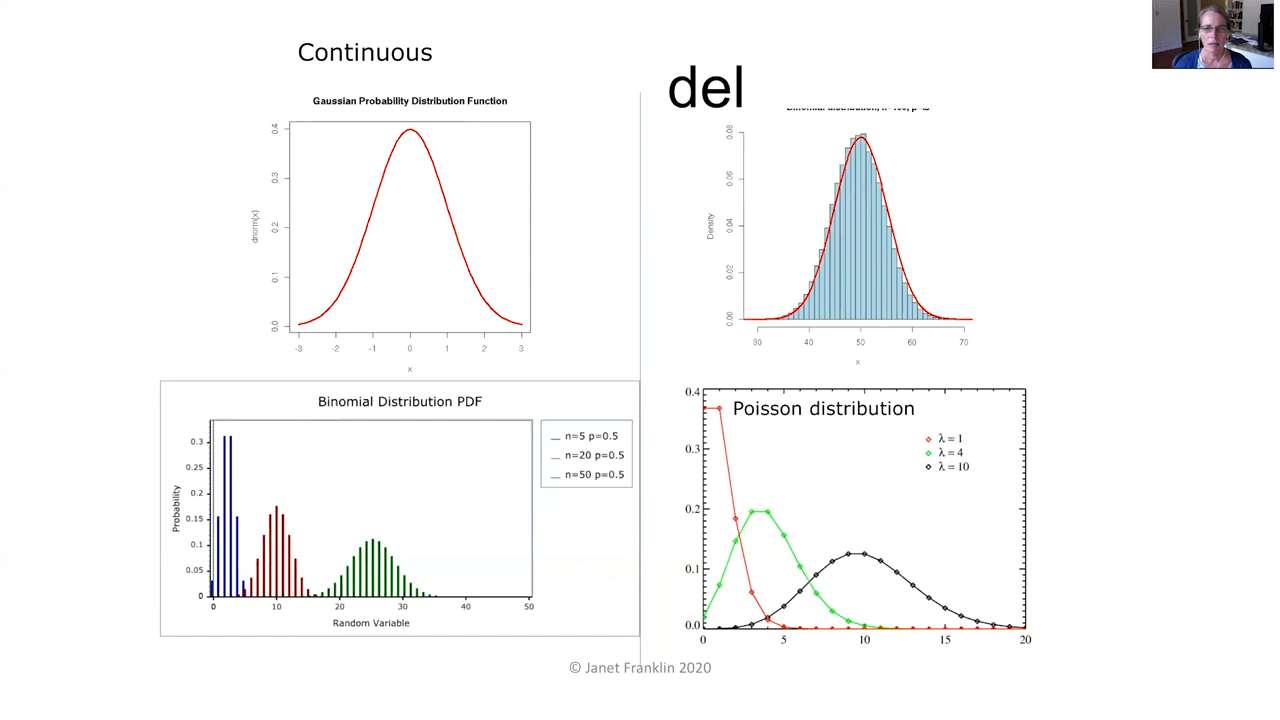 Continuous
del
Gaussian Probability Distribution Function
0.4
0.3
0.2
0.1
0.0
dnorm(x)
-3 -2 -1 0 1 2 3
x
Binomial distribution, n=100, p=.5
0.08
0.06
0.04
0.02
0.00
Density
30 40 50 60 70
x
Binomial Distribution PDF
0.3
0.25
0.2
0.15
0.1
0.05
0
Probability
0 10 20 30 40 50
Random Variable
n=5 p=0.5
n=20 p=0.5
n=50 p=0.5
Poisson distribution
0.4
0.3
0.2
0.1
0.0
λ = 1
λ = 4
λ = 10
0 5 10 15 20
© Janet Franklin 2020